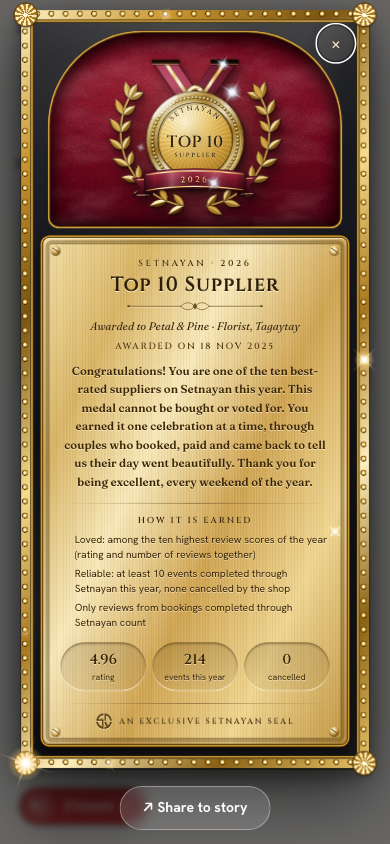 ×
SETNAYAN
TOP 10
SUPPLIER
2026
SETNAYAN · 2026
TOP 10 SUPPLIER
Awarded to Petal & Pine · Florist, Tagaytay
AWARDED ON 18 NOV 2025
Congratulations! You are one of the ten best-
rated suppliers on Setnayan this year. This
medal cannot be bought or voted for. You
earned it one celebration at a time, through
couples who booked, paid and came back to tell
us their day went beautifully. Thank you for
being excellent, every weekend of the year.
HOW IT IS EARNED
Loved: among the ten highest review scores of the year
(rating and number of reviews together)
Reliable: at least 10 events completed through
Setnayan this year, none cancelled by the shop
Only reviews from bookings completed through
Setnayan count
4.96 214 0
rating events this year cancelled
AN EXCLUSIVE SETNAYAN SEAL
↗ Share to story